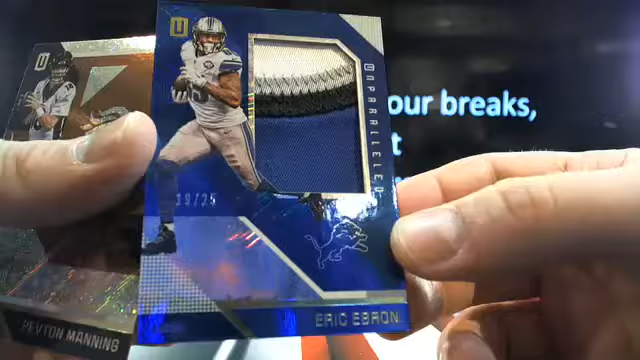 U
UNPARALLELED
19/25
ERIC EBRON
U
PEYTON MANNING
our breaks,
t